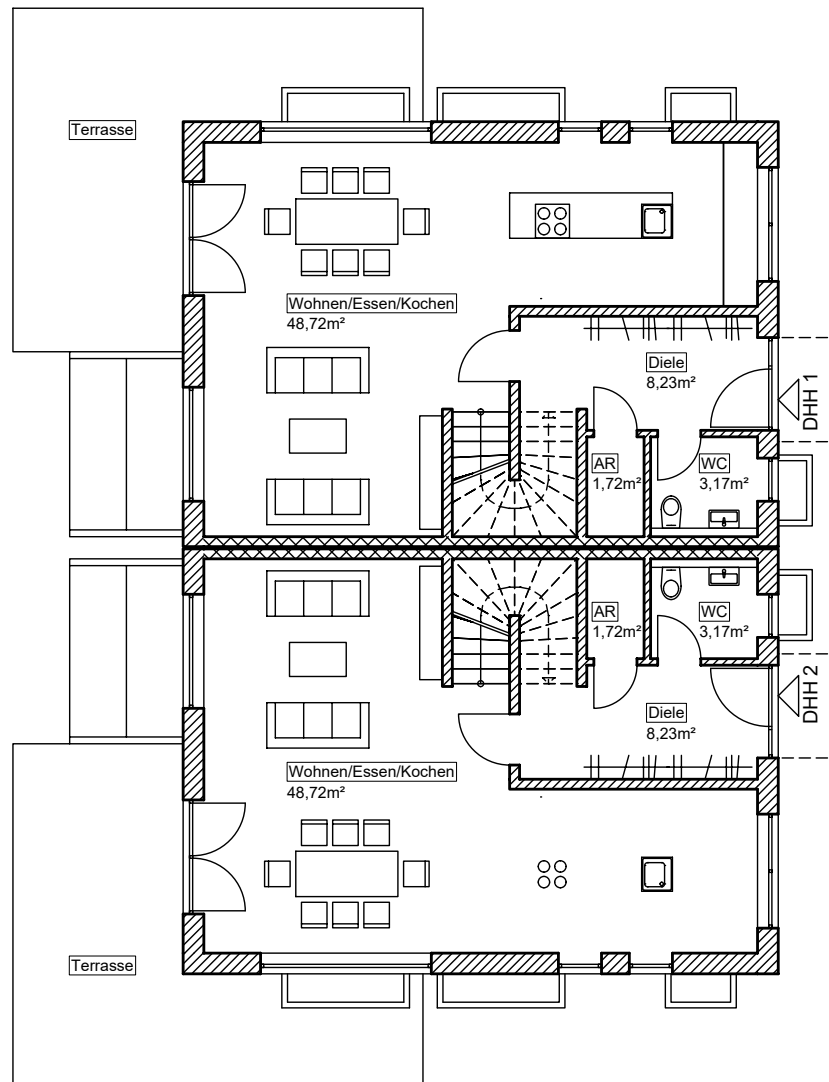 Terrasse
Wohnen/Essen/Kochen
48,72m²
Diele
8,23m²
DHH 1
AR
1,72m²
WC
3,17m²
AR
1,72m²
WC
3,17m²
DHH 2
Diele
8,23m²
Wohnen/Essen/Kochen
48,72m²
Terrasse